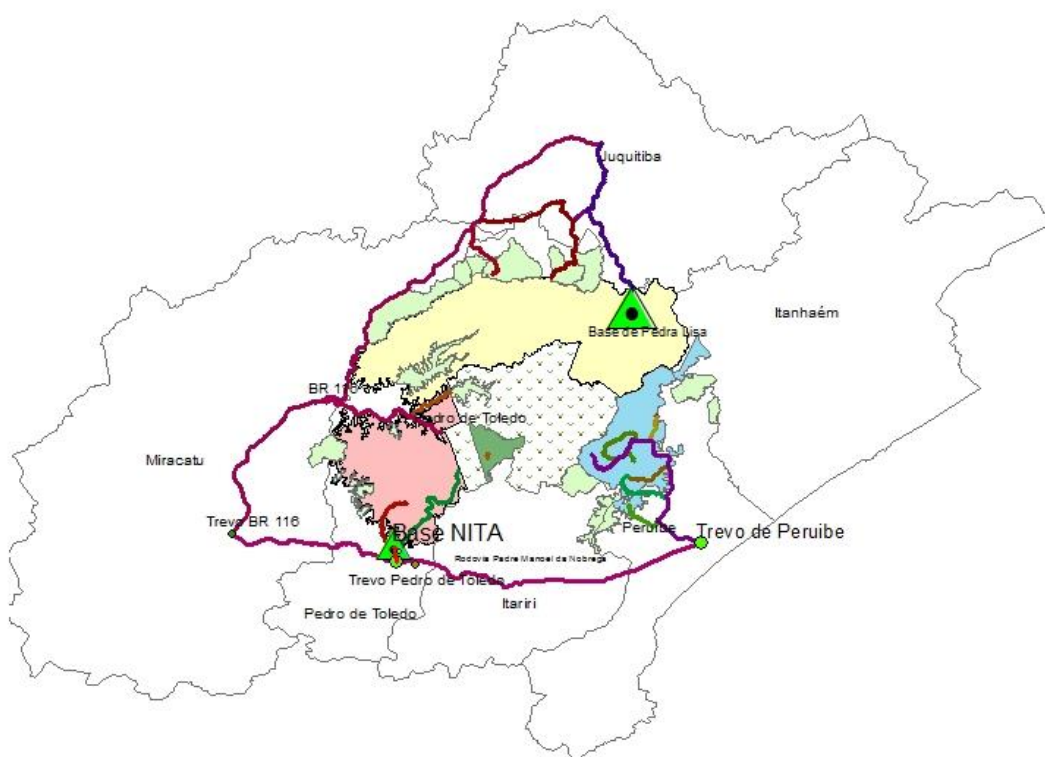 Juquitiba
Itanhaém
Base de Pedra Lisa
BR 116
Pedro de Toledo
Miracatu
Trevo BR 116
Base NITA
Peruibe
Trevo de Peruibe
Rodovia Padre Manoel da Nobrega
Trevo Pedro de Toledo
Itariri
Pedro de Toledo